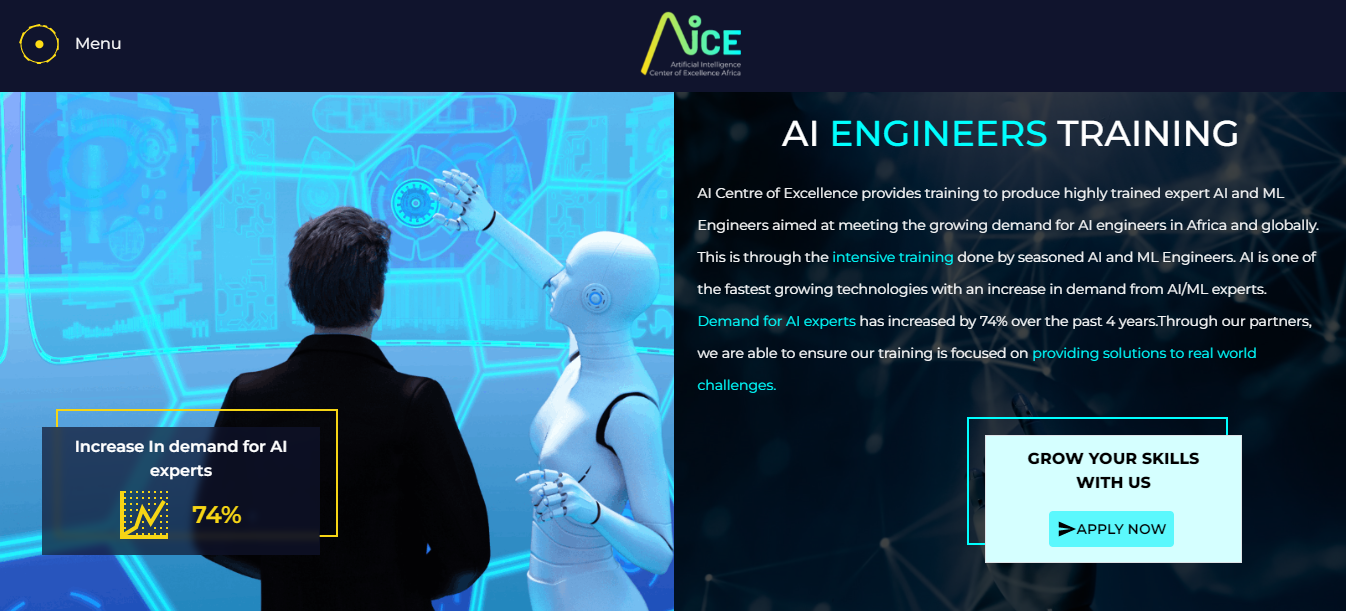 Menu
AICE
Artificial Intelligence
Center of Excellence Africa
AI ENGINEERS TRAINING
AI Centre of Excellence provides training to produce highly trained expert AI and ML
Engineers aimed at meeting the growing demand for AI engineers in Africa and globally.
This is through the intensive training done by seasoned AI and ML Engineers. AI is one of
the fastest growing technologies with an increase in demand from AI/ML experts.
Demand for AI experts has increased by 74% over the past 4 years.Through our partners,
we are able to ensure our training is focused on providing solutions to real world
challenges.
Increase In demand for AI
experts
74%
GROW YOUR SKILLS
WITH US
APPLY NOW